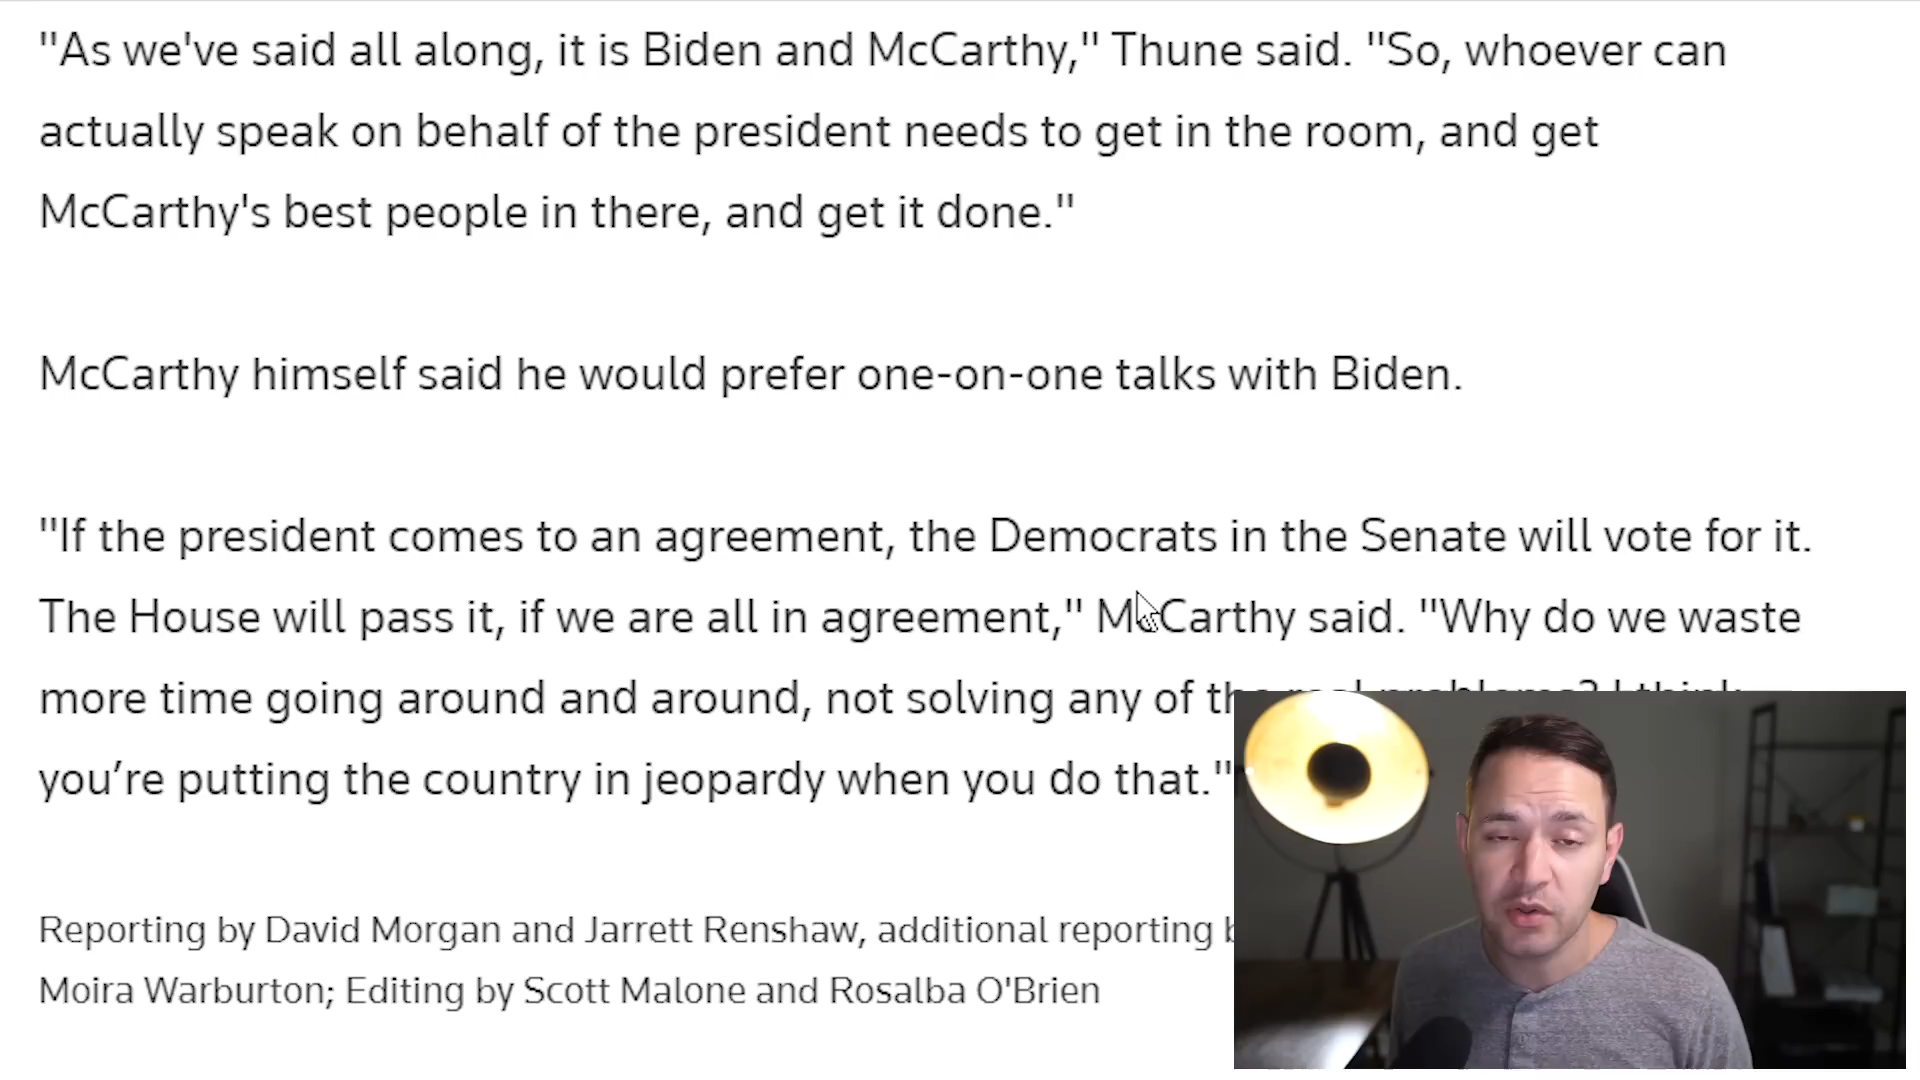 "As we've said all along, it is Biden and McCarthy," Thune said. "So, whoever can
actually speak on behalf of the president needs to get in the room, and get
McCarthy's best people in there, and get it done."
McCarthy himself said he would prefer one-on-one talks with Biden.
"If the president comes to an agreement, the Democrats in the Senate will vote for it.
The House will pass it, if we are all in agreement," McCarthy said. "Why do we waste
more time going around and around, not solving any of the real problems? I think
you’re putting the country in jeopardy when you do that."
Reporting by David Morgan and Jarrett Renshaw, additional reporting
Moira Warburton; Editing by Scott Malone and Rosalba O'Brien